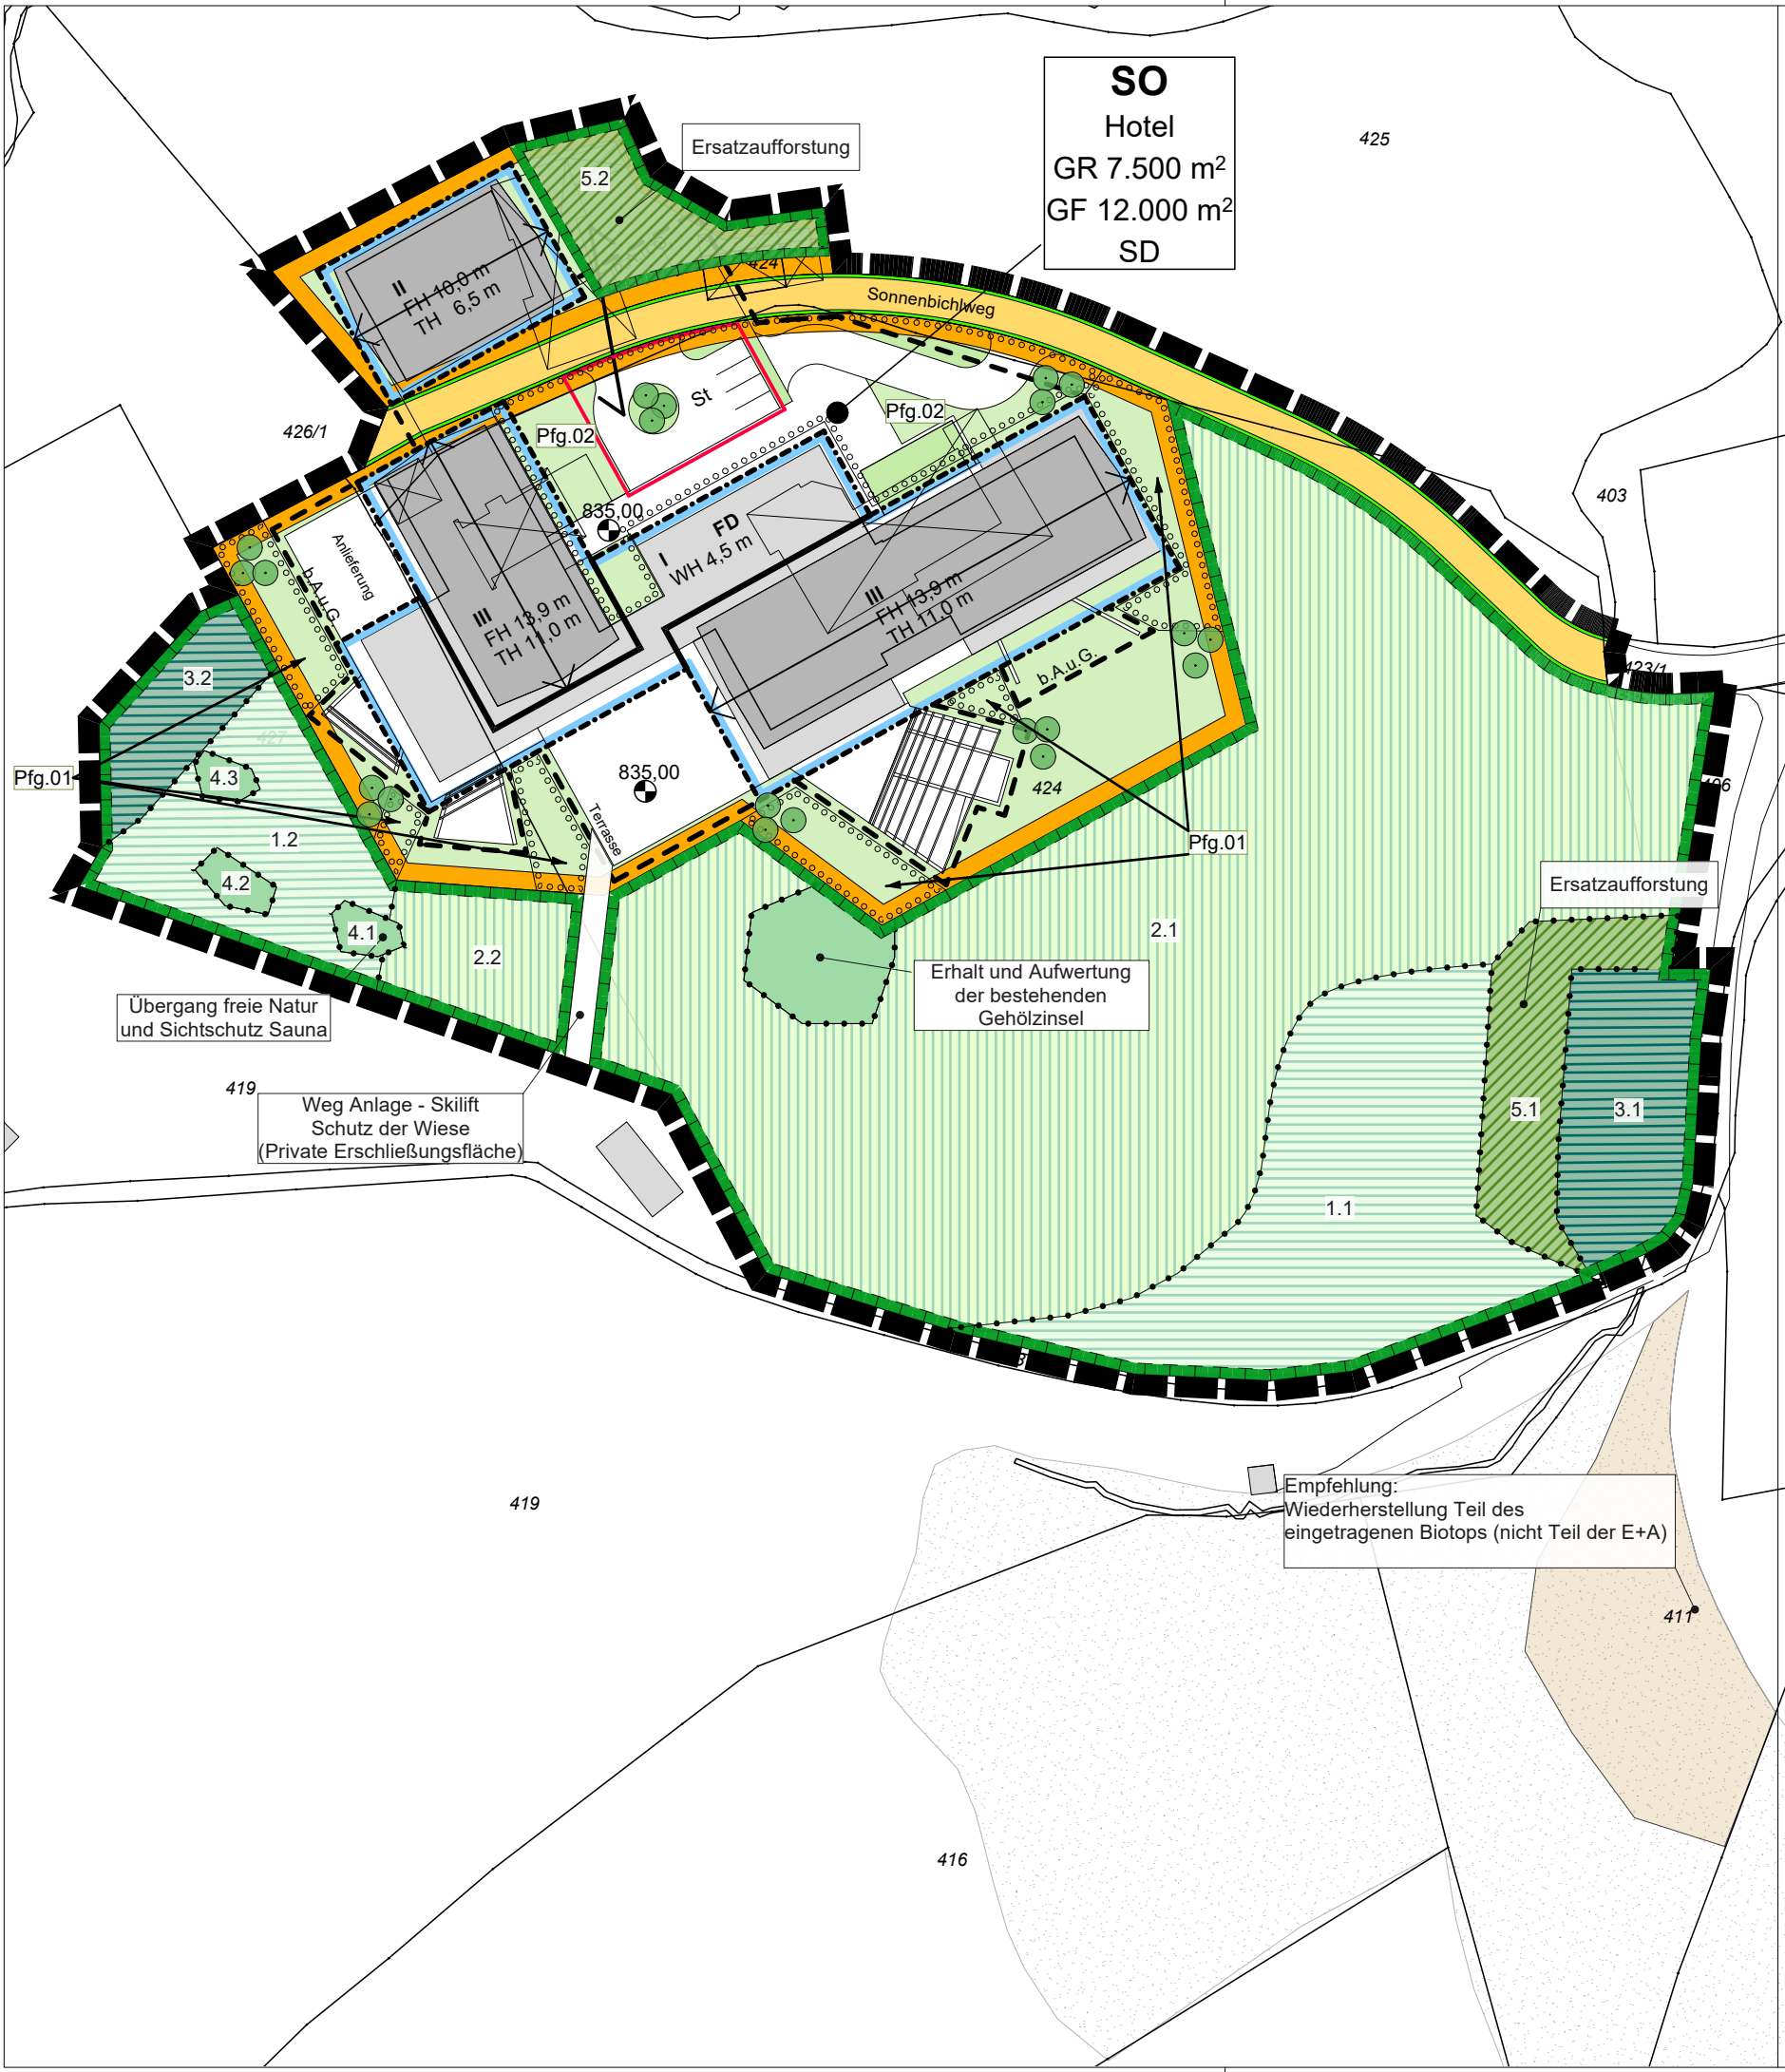 SO
Hotel
GR 7.500 m²
GF 12.000 m²
SD
425
Ersatzaufforstung
5.2
424
Sonnenbichlweg
II
FH 10,0 m
TH 6,5 m
426/1
St
Pfg.02
Pfg.02
403
835,00
FD
I
WH 4,5 m
Anlieferung
b.A.u.G.
III
FH 13,9 m
TH 11,0 m
III
FH 13,9 m
TH 11,0 m
b.A.u.G.
423/1
3.2
427
4.3
Pfg.01
835,00
424
Terrasse
1.2
Pfg.01
4.2
Ersatzaufforstung
4.1
2.2
2.1
Erhalt und Aufwertung
der bestehenden
Gehölzinsel
Übergang freie Natur
und Sichtschutz Sauna
419
Weg Anlage - Skilift
Schutz der Wiese
(Private Erschließungsfläche)
5.1
3.1
1.1
419
Empfehlung:
Wiederherstellung Teil des
eingetragenen Biotops (nicht Teil der E+A)
411
416